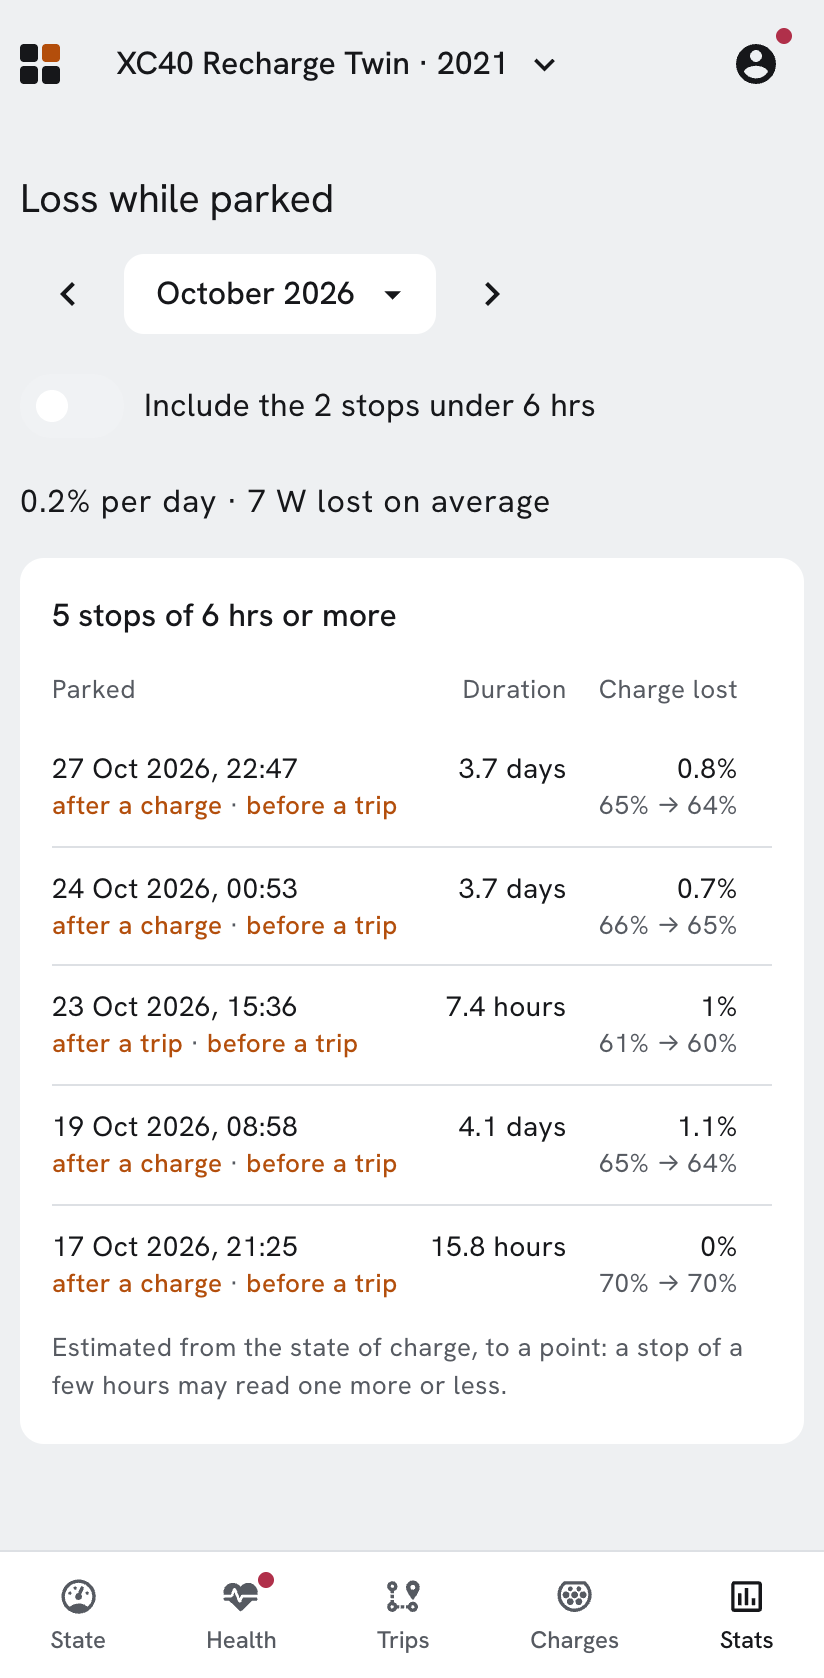 XC40 Recharge Twin · 2021
Loss while parked
October 2026
Include the 2 stops under 6 hrs
0.2% per day · 7 W lost on average
5 stops of 6 hrs or more
Parked Duration Charge lost
27 Oct 2026, 22:47 3.7 days 0.8%
after a charge · before a trip 65% → 64%
24 Oct 2026, 00:53 3.7 days 0.7%
after a charge · before a trip 66% → 65%
23 Oct 2026, 15:36 7.4 hours 1%
after a trip · before a trip 61% → 60%
19 Oct 2026, 08:58 4.1 days 1.1%
after a charge · before a trip 65% → 64%
17 Oct 2026, 21:25 15.8 hours 0%
after a charge · before a trip 70% → 70%
Estimated from the state of charge, to a point: a stop of a
few hours may read one more or less.
State Health Trips Charges Stats